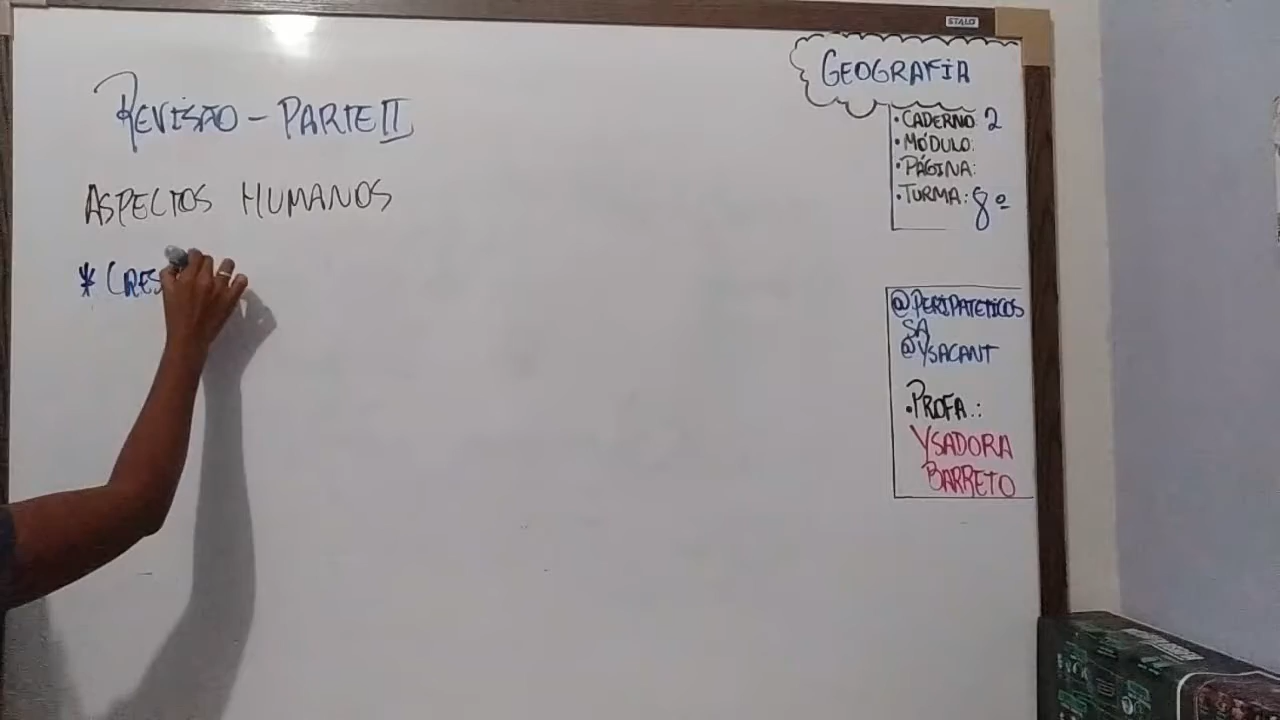 STALO
GEOGRAFIA
REVISÃO - PARTE II
• CADERNO: 2
• MÓDULO:
• PÁGINA:
• TURMA: 8º
ASPECTOS HUMANOS
* CRES
@PERIPATETICOS
SA
@YSACANT
• PROFA.:
YSADORA
BARRETO